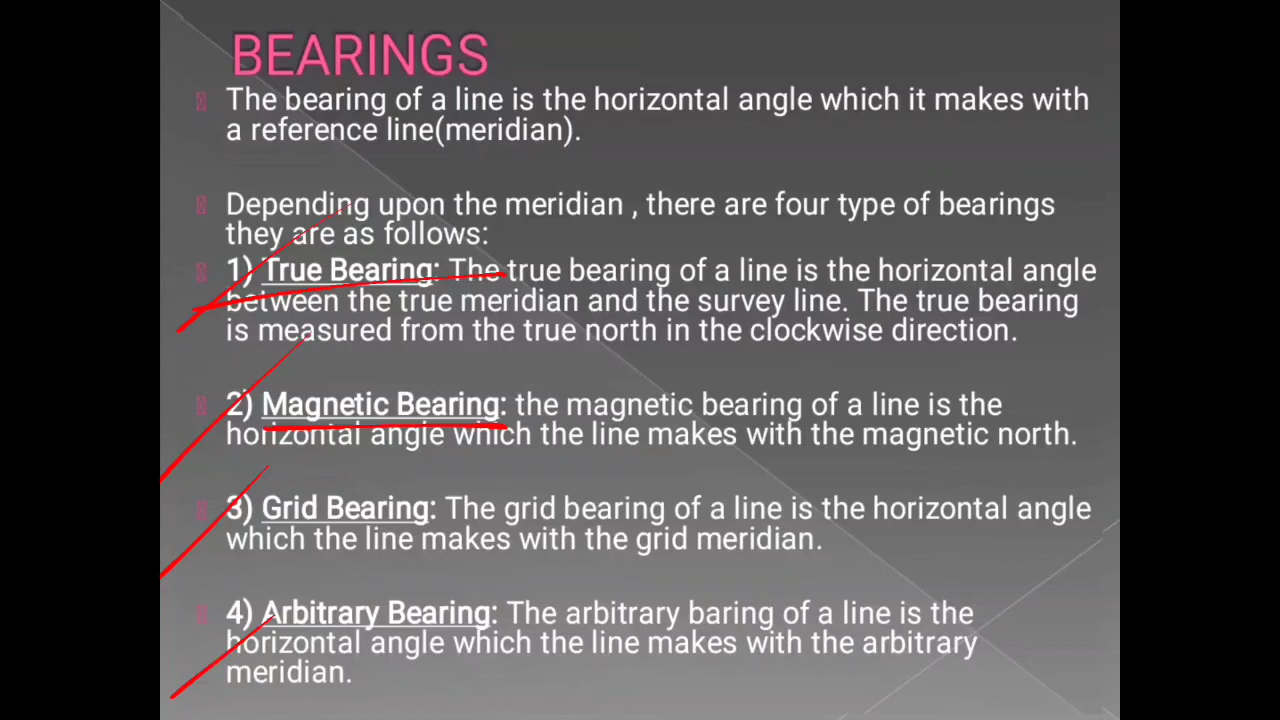 BEARINGS
The bearing of a line is the horizontal angle which it makes with
a reference line(meridian).
Depending upon the meridian , there are four type of bearings
they are as follows:
1) True Bearing: The true bearing of a line is the horizontal angle
between the true meridian and the survey line. The true bearing
is measured from the true north in the clockwise direction.
2) Magnetic Bearing: the magnetic bearing of a line is the
horizontal angle which the line makes with the magnetic north.
3) Grid Bearing: The grid bearing of a line is the horizontal angle
which the line makes with the grid meridian.
4) Arbitrary Bearing: The arbitrary baring of a line is the
horizontal angle which the line makes with the arbitrary
meridian.